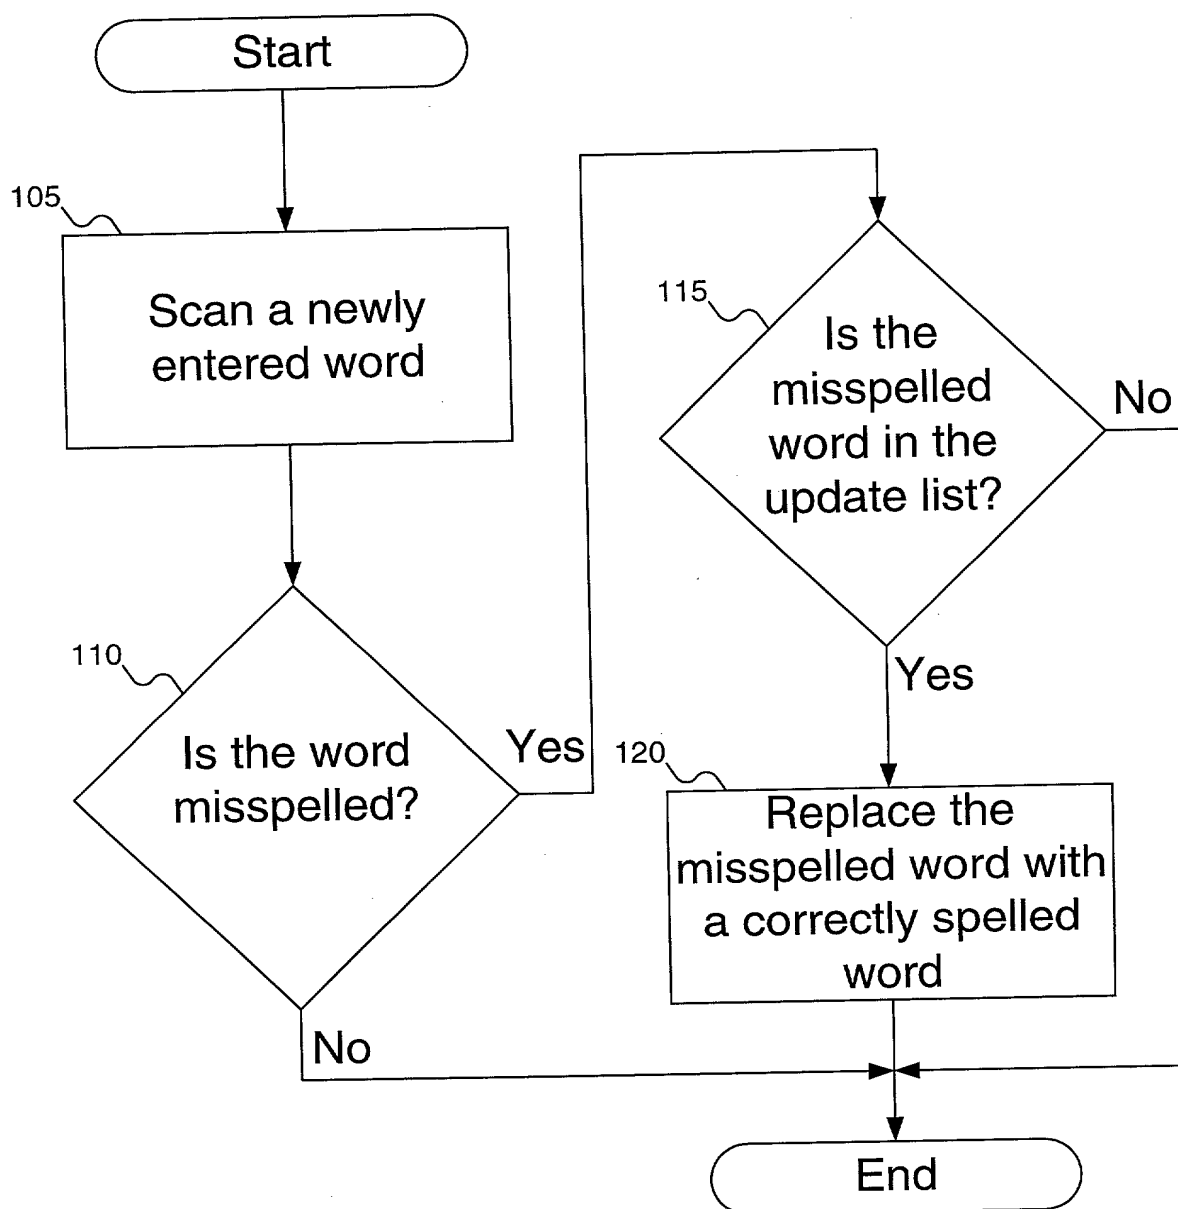 Start
105
Scan a newly
entered word
110
Is the word
misspelled?
Yes
No
115
Is the
misspelled
word in the
update list?
No
Yes
120
Replace the
misspelled word with
a correctly spelled
word
End